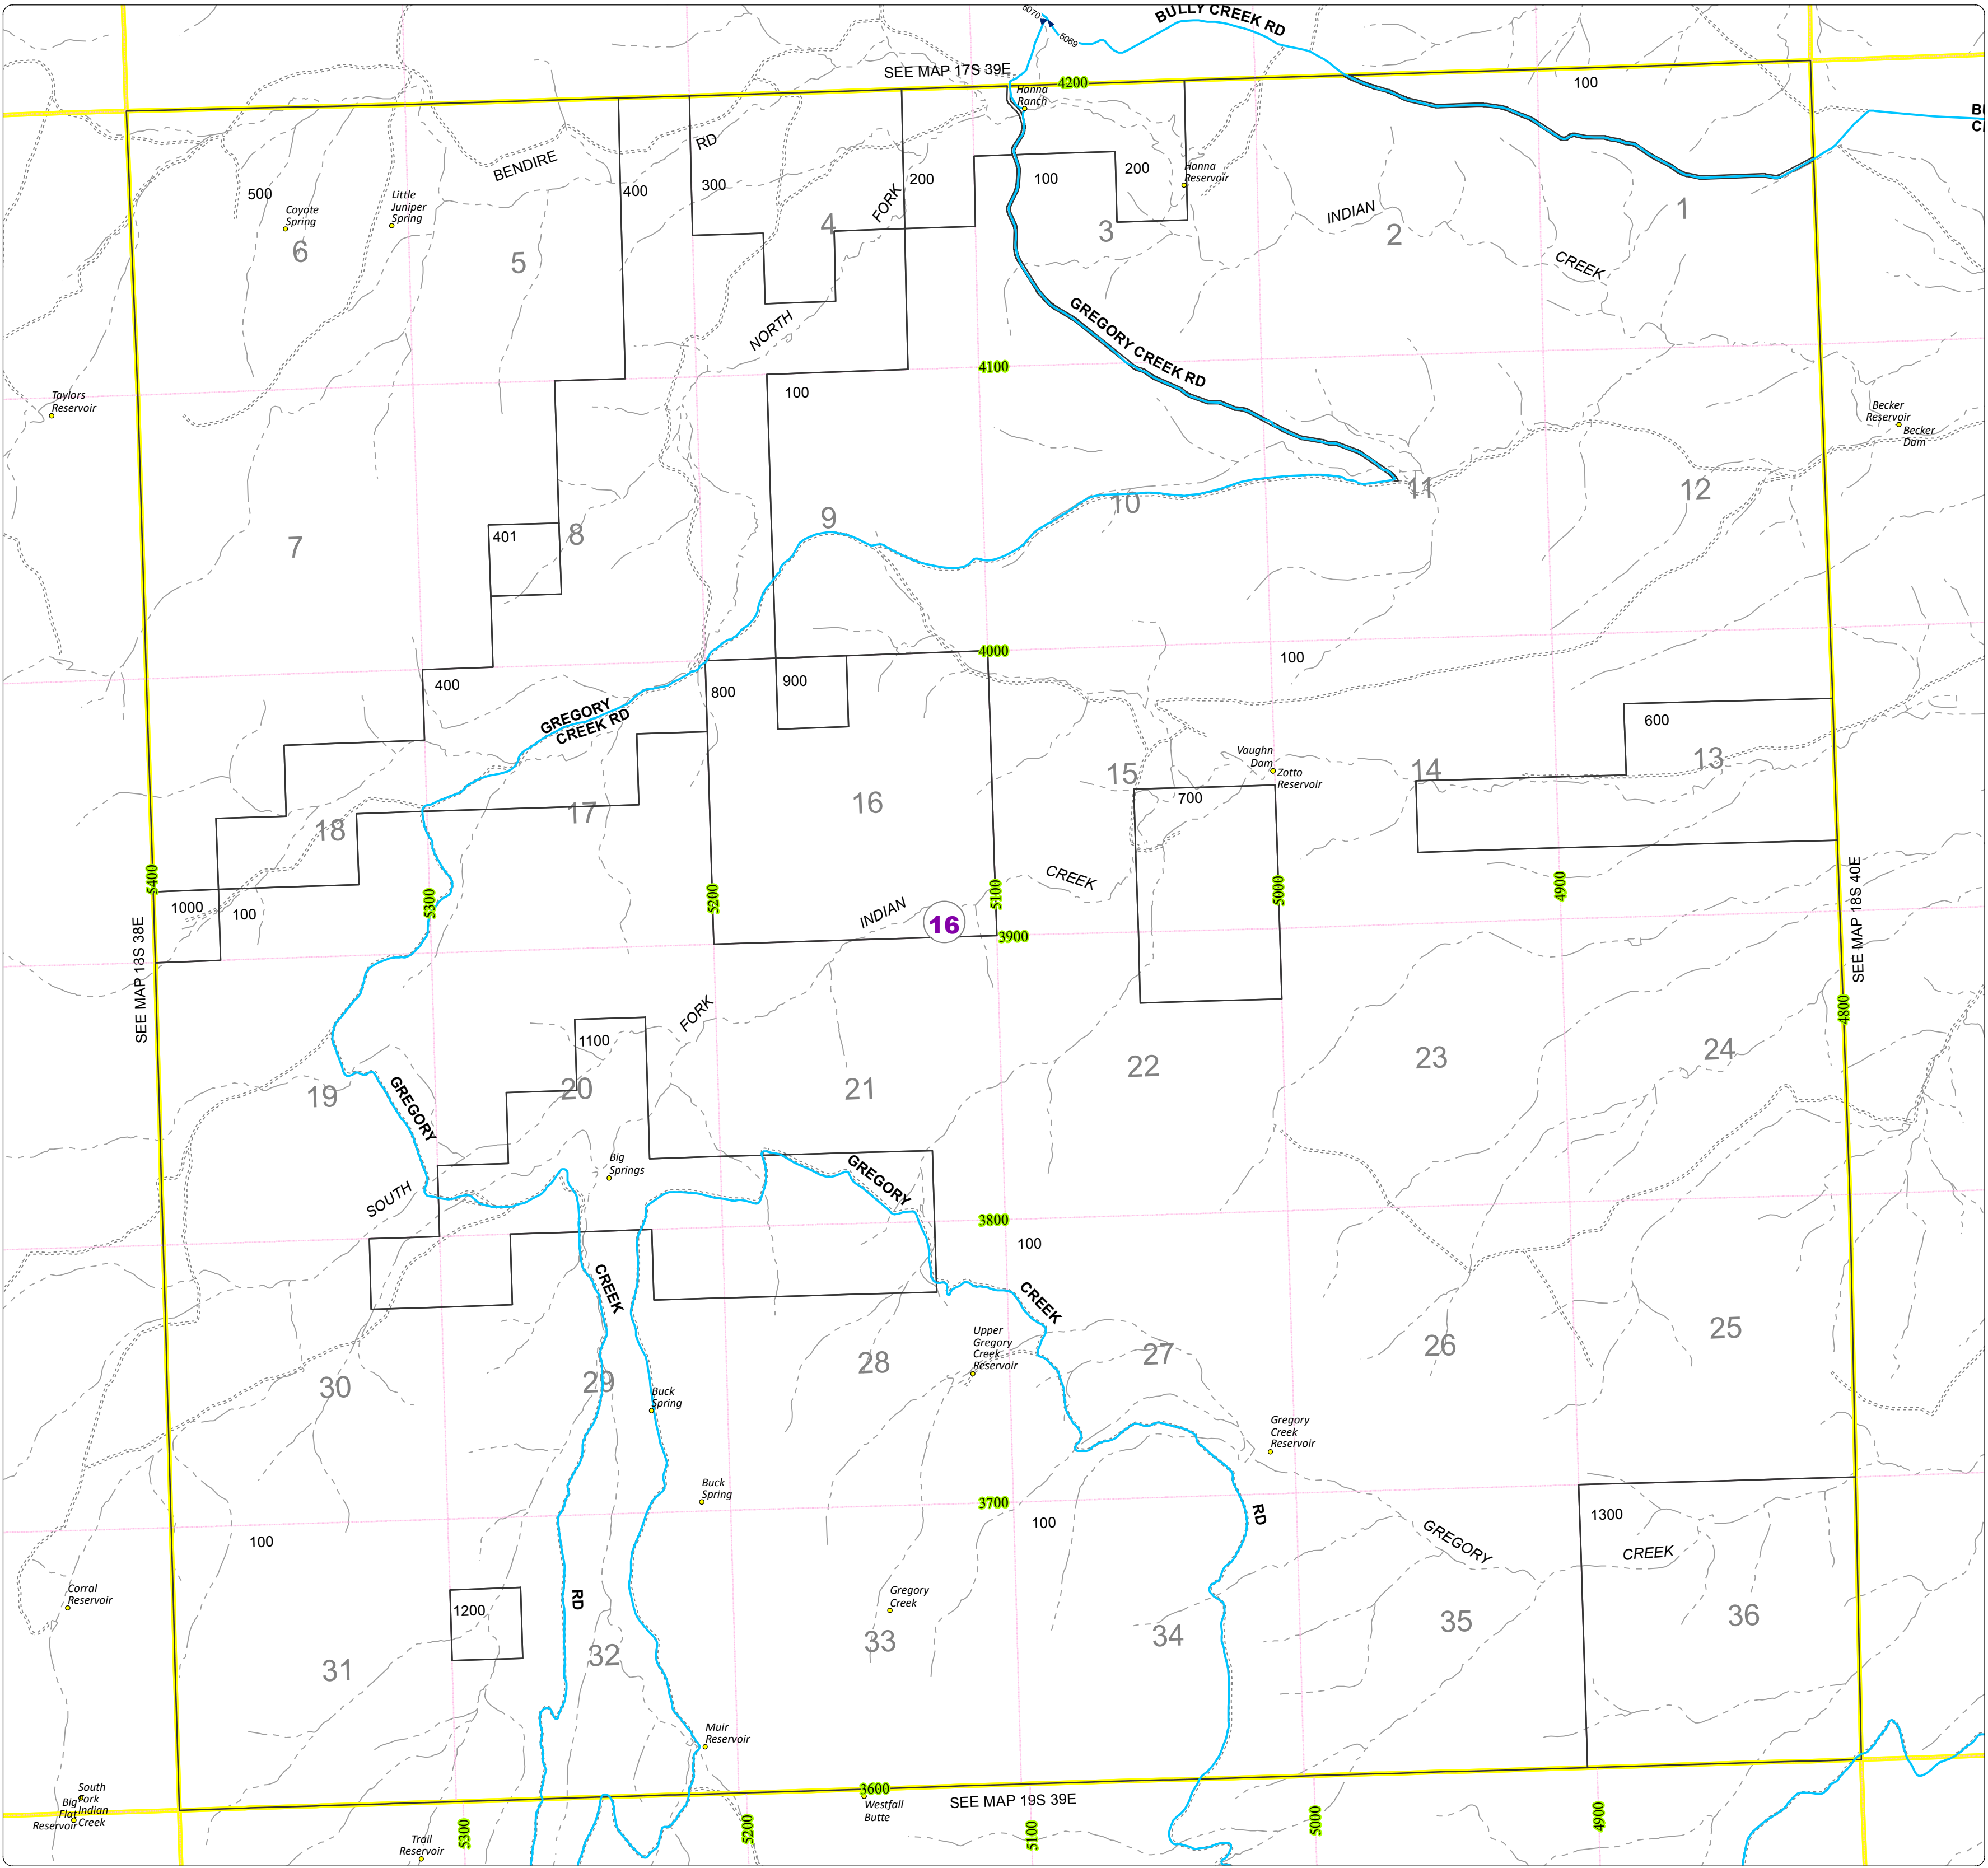 5070
5069
BULLY CREEK RD
SEE MAP 17S 39E
4200
100
Hanna
Ranch
BENDIRE
RD
500
Coyote
Spring
Little
Juniper
Spring
400
300
FORK
200
100
200
Hanna
Reservoir
INDIAN
CREEK
6
5
4
3
2
1
NORTH
GREGORY CREEK RD
4100
Taylors
Reservoir
100
Becker
Reservoir
Becker
Dam
7
401
8
9
10
11
12
4000
100
400
800
900
GREGORY
CREEK RD
600
Vaughn
Dam
Zotto
Reservoir
18
17
16
15
14
13
700
5400
1000
100
5300
5200
INDIAN
16
5100
CREEK
5000
4900
3900
SEE MAP 18S 38E
SEE MAP 18S 40E
4800
FORK
1100
19
20
21
22
23
24
GREGORY
SOUTH
Big
Springs
GREGORY
3800
100
CREEK
CREEK
Upper
Gregory
Creek
Reservoir
30
29
28
27
26
25
Buck
Spring
Gregory
Creek
Reservoir
Buck
Spring
3700
100
100
RD
GREGORY
CREEK
1300
Corral
Reservoir
1200
RD
Gregory
Creek
31
32
33
34
35
36
Muir
Reservoir
South
Fork
Indian
Creek
Big
Flat
Reservoir
3600
Westfall
Butte
SEE MAP 19S 39E
Trail
Reservoir
5300
5200
5100
5000
4900